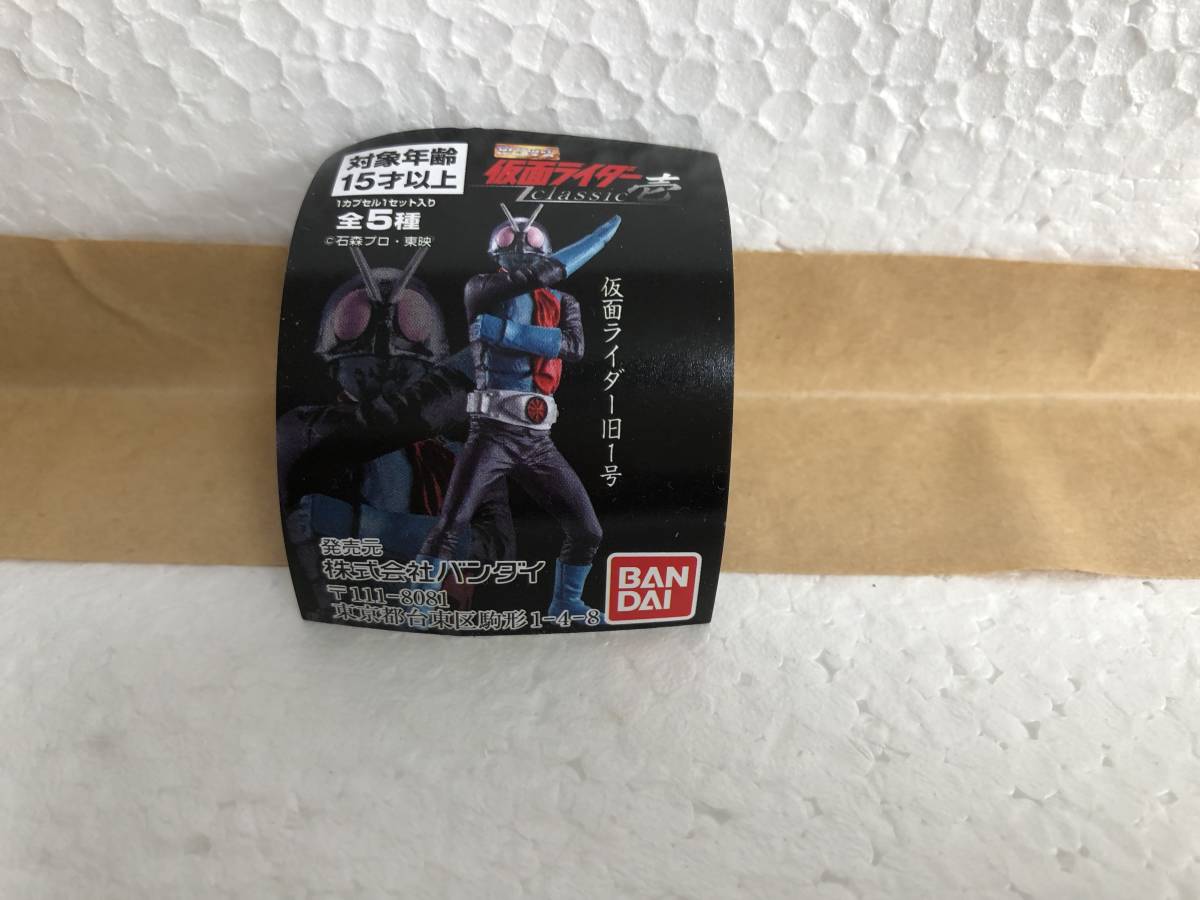 対象年齢
15才以上
1カプセル1セット入り
全5種
©石森プロ・東映
仮面ライダー
classic 壱
仮面ライダー旧1号
発売元
株式会社バンダイ
〒111-8081
東京都台東区駒形1-4-8
BAN
DAI